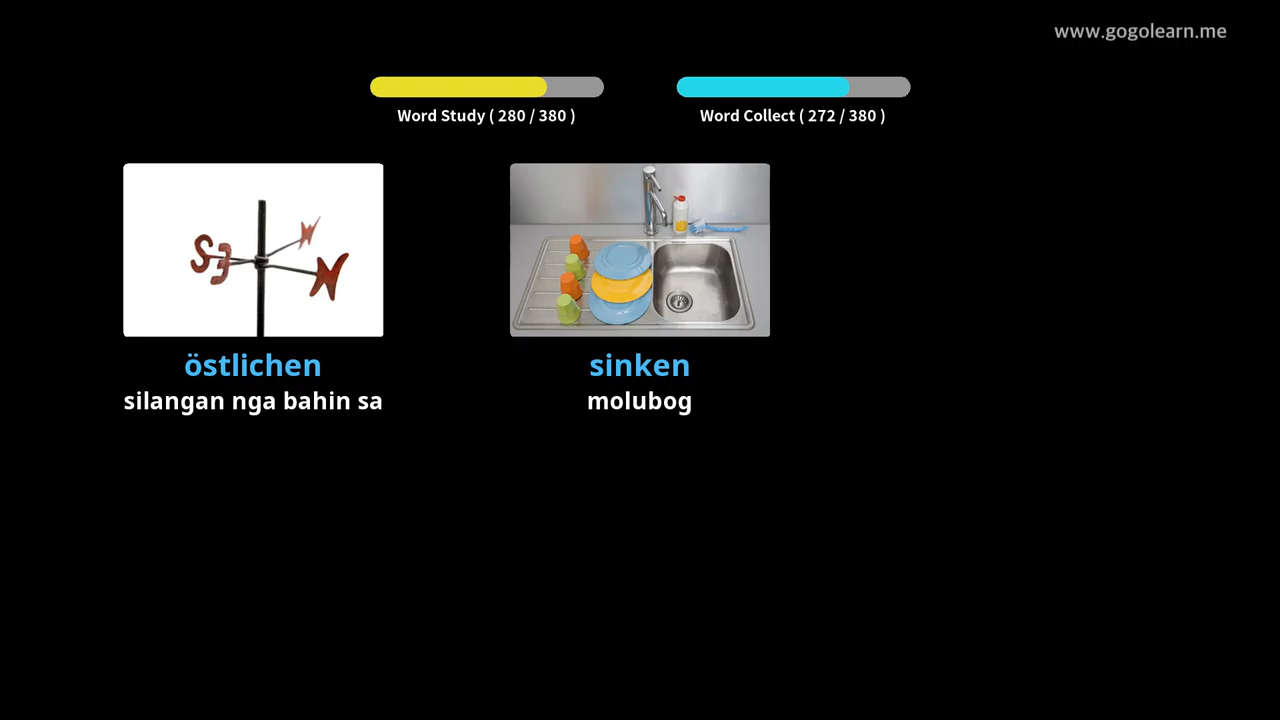 www.gogolearn.me
Word Study ( 280 / 380 )
Word Collect ( 272 / 380 )
S E N W
östlichen
silangan nga bahin sa
sinken
molubog